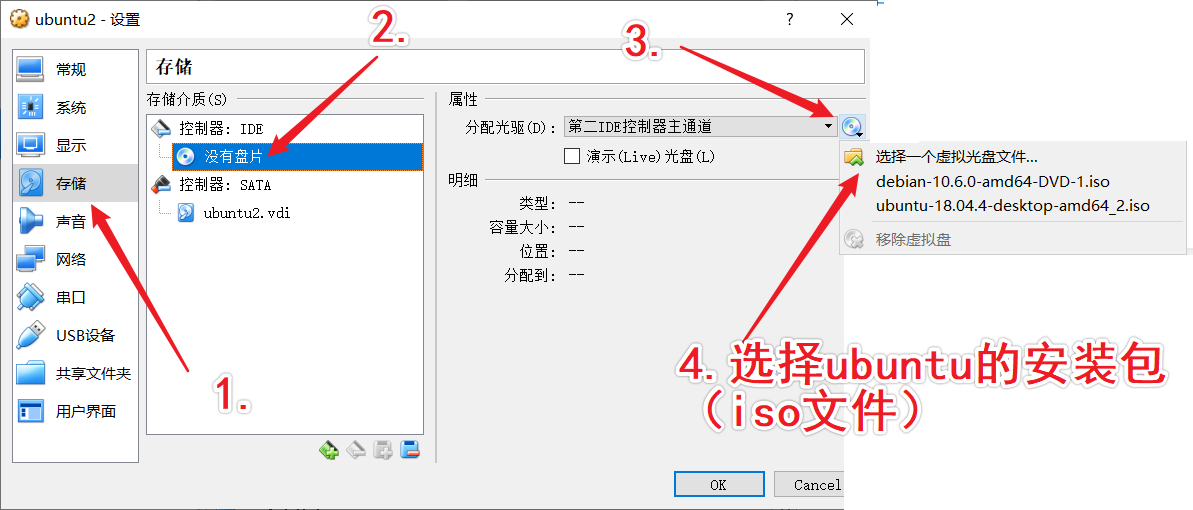 ubuntu2 - 设置
?
2.
3.
常规
系统
显示
存储
声音
网络
串口
USB设备
共享文件夹
用户界面
1.
存储
存储介质(S)
控制器: IDE
没有盘片
控制器: SATA
ubuntu2.vdi
属性
分配光驱(D): 第二IDE控制器主通道
演示(Live)光盘(L)
明细
类型: --
容量大小: --
位置: --
分配到: --
选择一个虚拟光盘文件...
debian-10.6.0-amd64-DVD-1.iso
ubuntu-18.04.4-desktop-amd64_2.iso
移除虚拟盘
4.选择ubuntu的安装包
（iso文件）
OK
Cancel